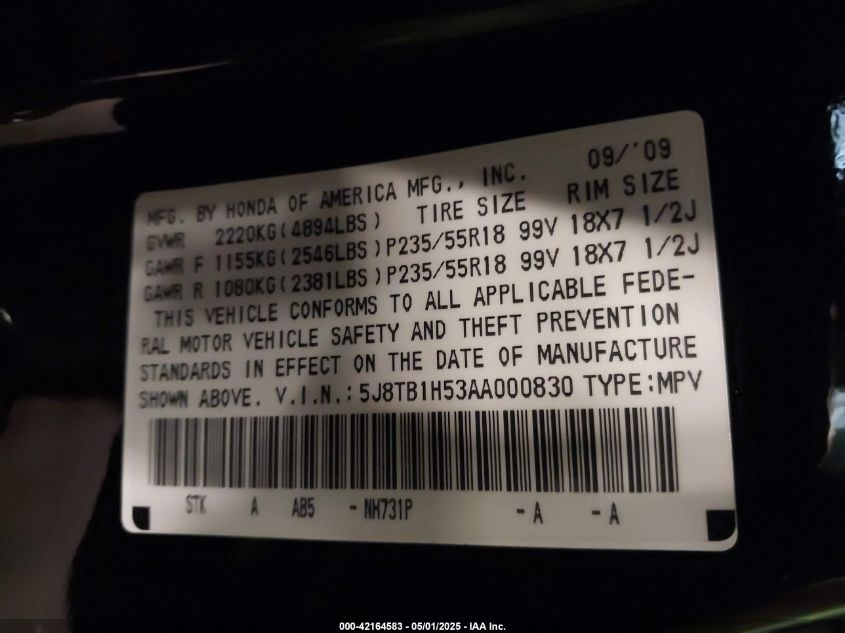 09/'09
MFG. BY HONDA OF AMERICA MFG., INC.
GVWR 2220KG(4894LBS) TIRE SIZE RIM SIZE
GAWR F 1155KG(2546LBS)P235/55R18 99V 18X7 1/2J
GAWR R 1080KG(2381LBS)P235/55R18 99V 18X7 1/2J
THIS VEHICLE CONFORMS TO ALL APPLICABLE FEDE-
RAL MOTOR VEHICLE SAFETY AND THEFT PREVENTION
STANDARDS IN EFFECT ON THE DATE OF MANUFACTURE
SHOWN ABOVE. V.I.N.:5J8TB1H53AA000830 TYPE:MPV
STK A AB5 -NH731P -A -A
000-42164583 - 05/01/2025 - IAA Inc.